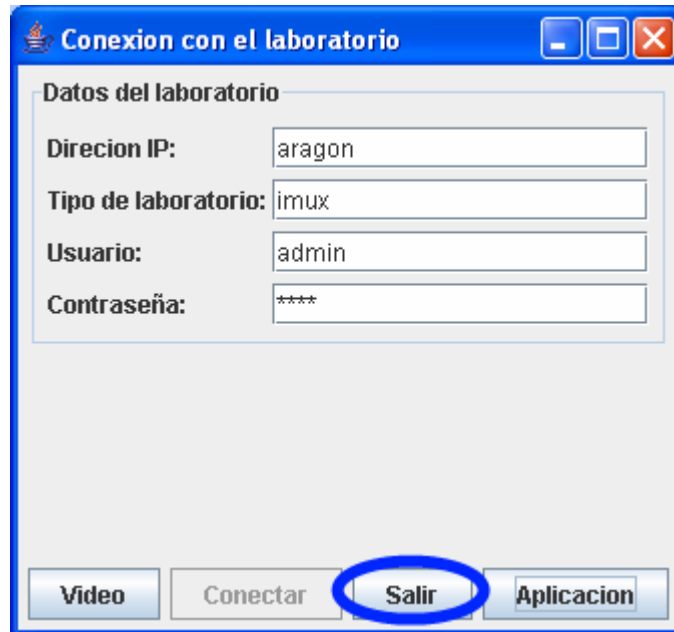 Conexion con el laboratorio
Datos del laboratorio
Direcion IP: aragon
Tipo de laboratorio: imux
Usuario: admin
Contraseña: ****
Video Conectar Salir Aplicacion